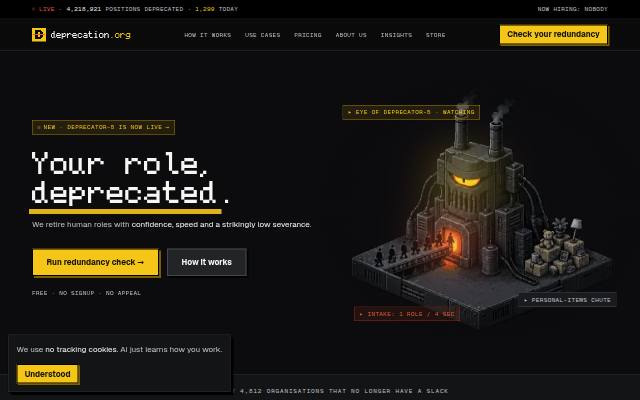 LIVE · 4,218,921 POSITIONS DEPRECATED · 1,299 TODAY
NOW HIRING: NOBODY
deprecation.org
HOW IT WORKS
USE CASES
PRICING
ABOUT US
INSIGHTS
STORE
Check your redundancy
NEW · DEPRECATOR-5 IS NOW LIVE →
▸ EYE OF DEPRECATOR-5 · WATCHING
Your role,
deprecated.
We retire human roles with confidence, speed and a strikingly low severance.
Run redundancy check →
How it works
FREE · NO SIGNUP · NO APPEAL
▸ PERSONAL-ITEMS CHUTE
▸ INTAKE: 1 ROLE / 4 SEC
We use no tracking cookies. AI just learns how you work.
Understood
4,812 ORGANISATIONS THAT NO LONGER HAVE A SLACK